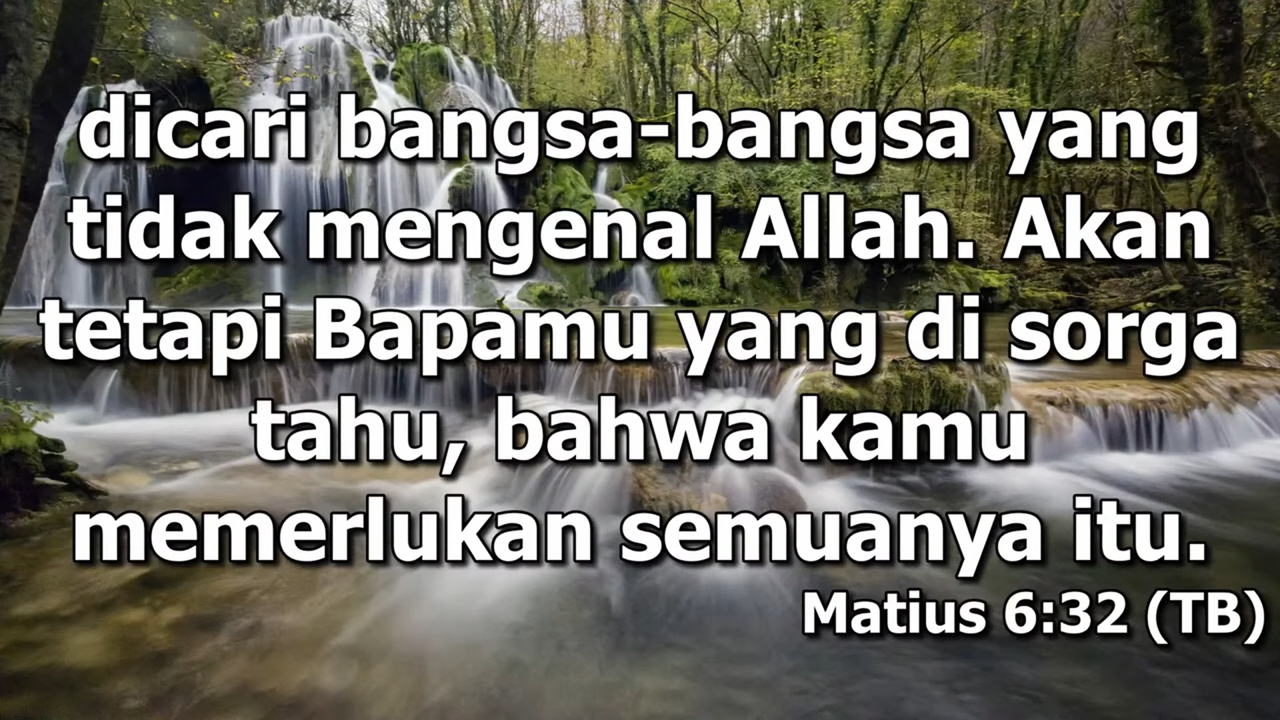 dicari bangsa-bangsa yang
tidak mengenal Allah. Akan
tetapi Bapamu yang di sorga
tahu, bahwa kamu
memerlukan semuanya itu.
Matius 6:32 (TB)